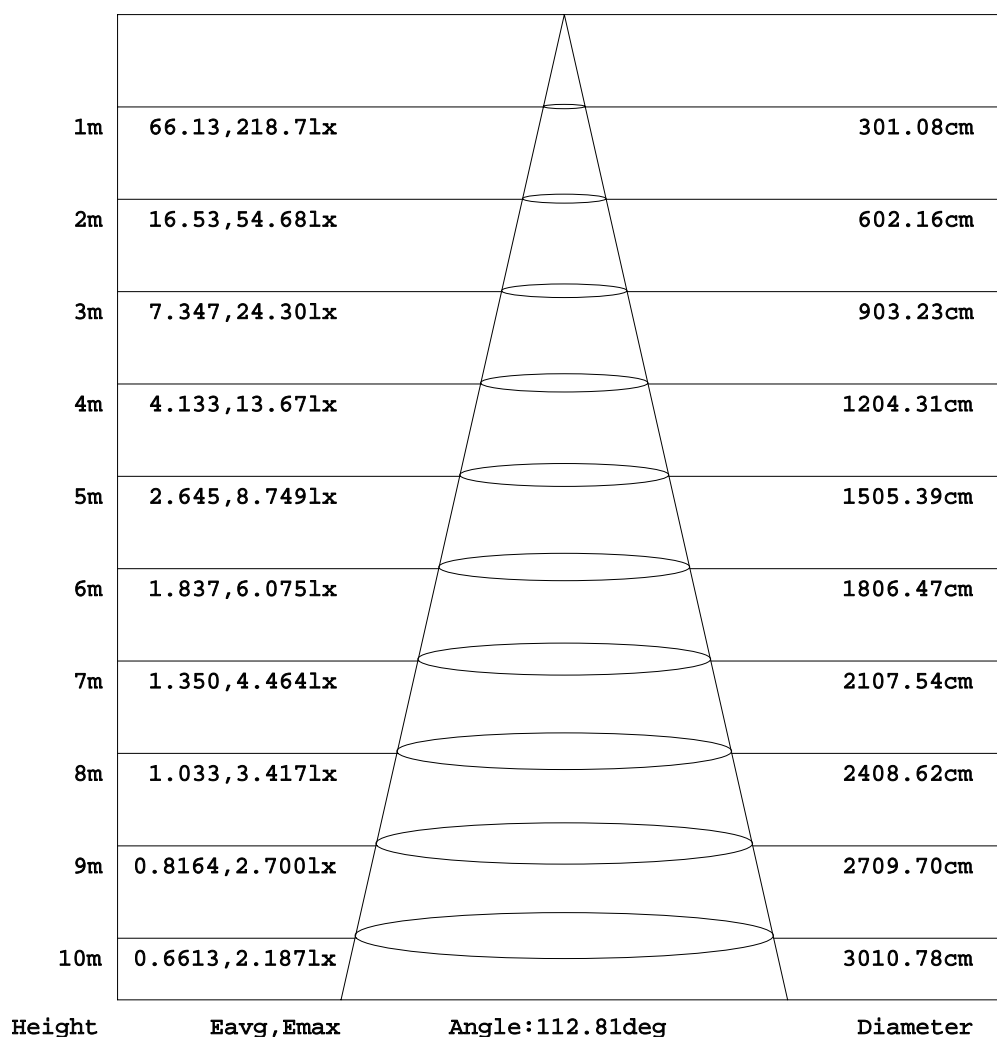 1m 66.13,218.7lx 301.08cm
2m 16.53,54.68lx 602.16cm
3m 7.347,24.30lx 903.23cm
4m 4.133,13.67lx 1204.31cm
5m 2.645,8.749lx 1505.39cm
6m 1.837,6.075lx 1806.47cm
7m 1.350,4.464lx 2107.54cm
8m 1.033,3.417lx 2408.62cm
9m 0.8164,2.700lx 2709.70cm
10m 0.6613,2.187lx 3010.78cm
Height Eavg,Emax Angle:112.81deg Diameter